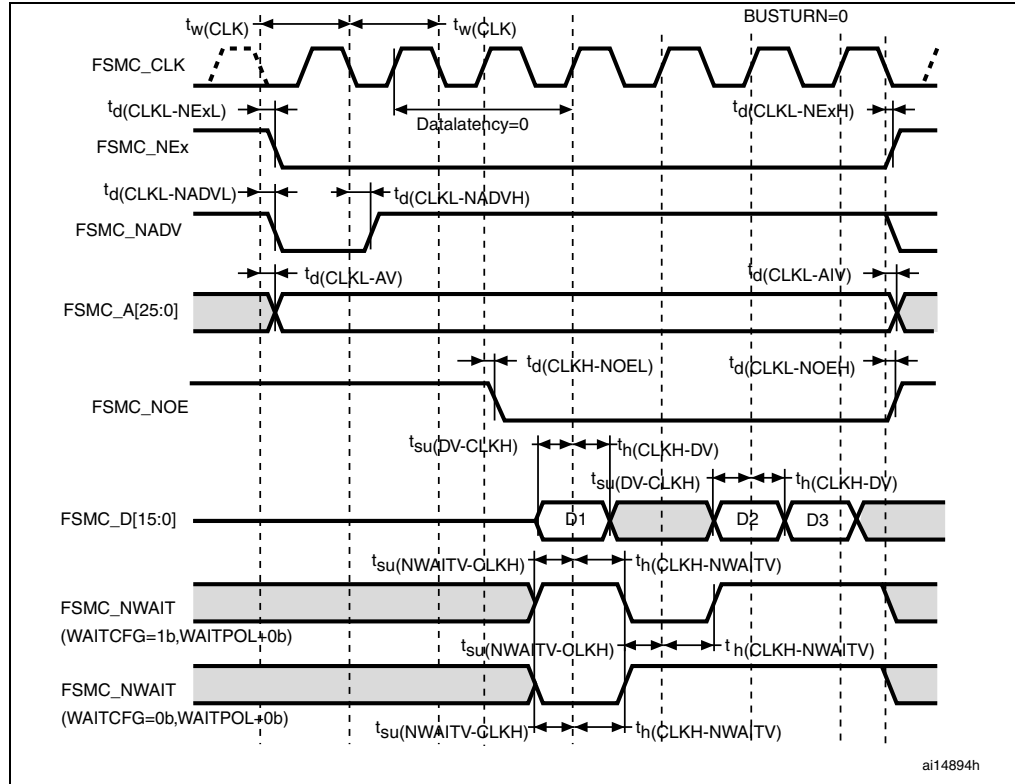 BUSTURN=0
tw(CLK) tw(CLK)
FSMC_CLK
td(CLKL-NExL) Datalatency=0 td(CLKL-NExH)
FSMC_NEx
td(CLKL-NADVL) td(CLKL-NADVH)
FSMC_NADV
td(CLKL-AV) td(CLKL-AIV)
FSMC_A[25:0]
td(CLKH-NOEL) td(CLKL-NOEH)
FSMC_NOE
tsu(DV-CLKH) th(CLKH-DV)
tsu(DV-CLKH) th(CLKH-DV)
FSMC_D[15:0] D1 D2 D3
tsu(NWAITV-CLKH) th(CLKH-NWAITV)
FSMC_NWAIT
(WAITCFG=1b,WAITPOL+0b)
tsu(NWAITV-CLKH) th(CLKH-NWAITV)
FSMC_NWAIT
(WAITCFG=0b,WAITPOL+0b)
tsu(NWAITV-CLKH) th(CLKH-NWAITV)
ai14894h